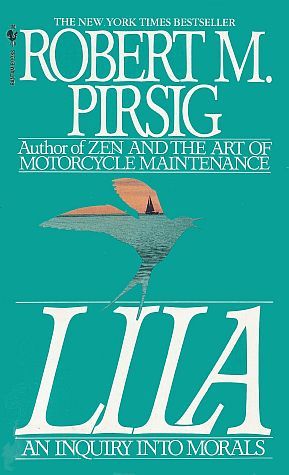 THE NEW YORK TIMES BESTSELLER
ROBERT M.
PIRSIG
Author of ZEN AND THE ART OF
MOTORCYCLE MAINTENANCE
LILA
AN INQUIRY INTO MORALS